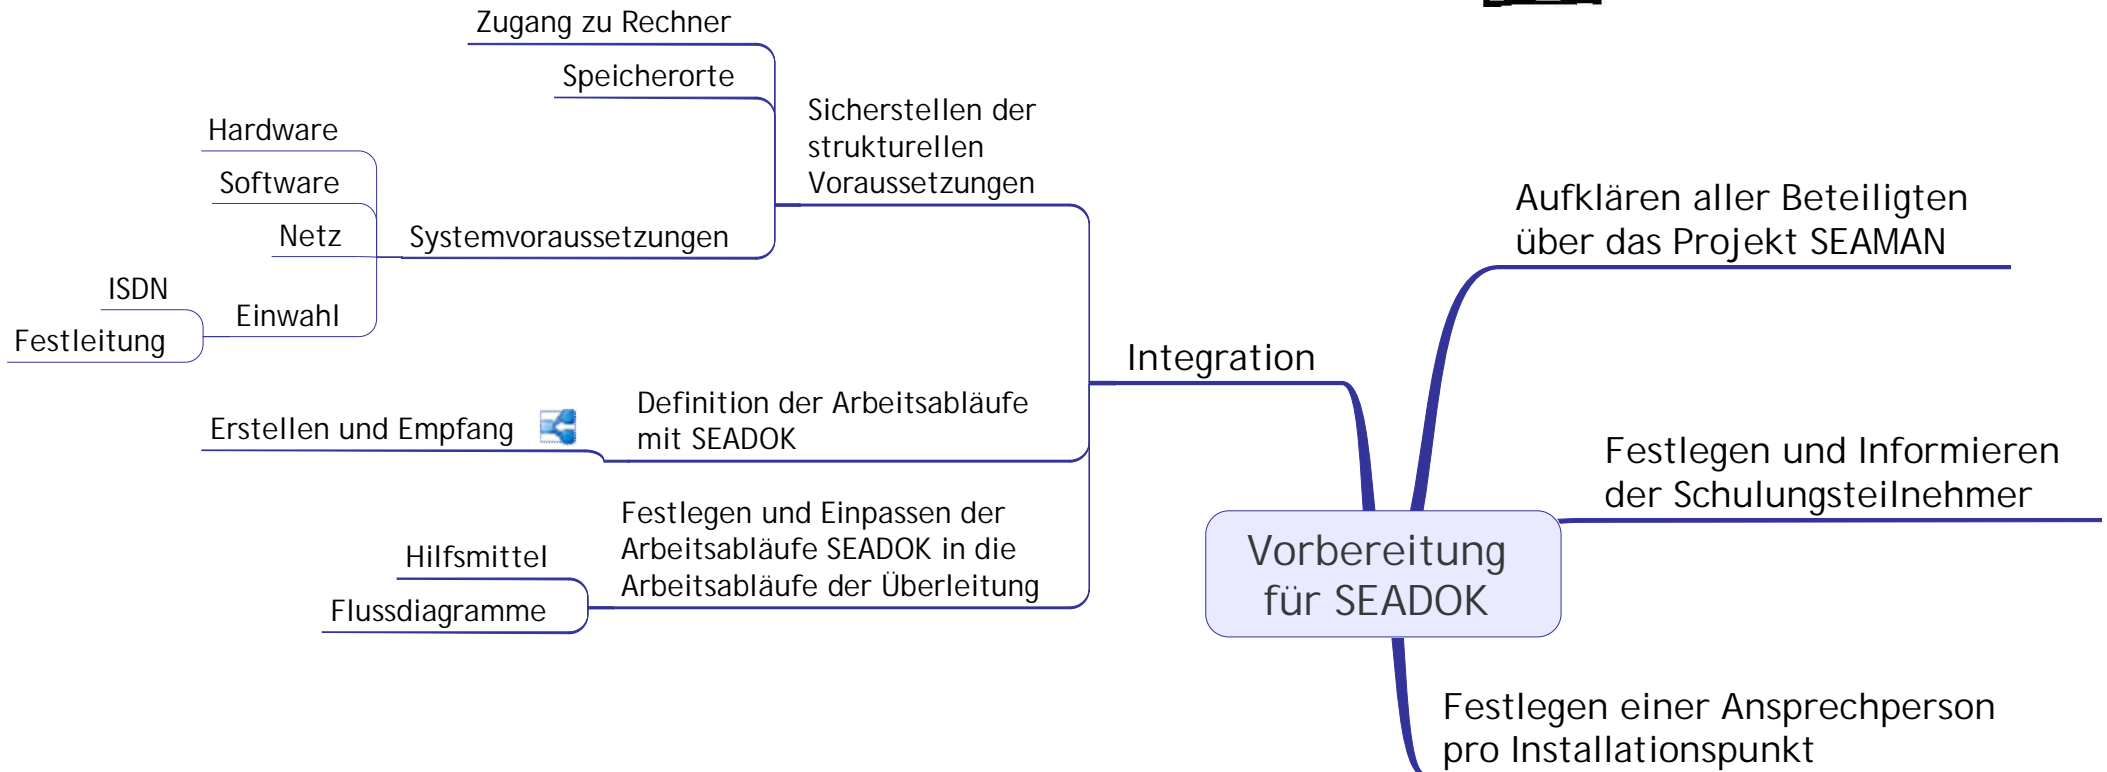 Zugang zu Rechner
Speicherorte
Sicherstellen der
strukturellen
Voraussetzungen
Hardware
Software
Netz
Systemvoraussetzungen
ISDN
Festleitung
Einwahl
Integration
Erstellen und Empfang
Definition der Arbeitsabläufe
mit SEADOK
Festlegen und Einpassen der
Arbeitsabläufe SEADOK in die
Arbeitsabläufe der Überleitung
Hilfsmittel
Flussdiagramme
Vorbereitung
für SEADOK
Aufklären aller Beteiligten
über das Projekt SEAMAN
Festlegen und Informieren
der Schulungsteilnehmer
Festlegen einer Ansprechperson
pro Installationspunkt